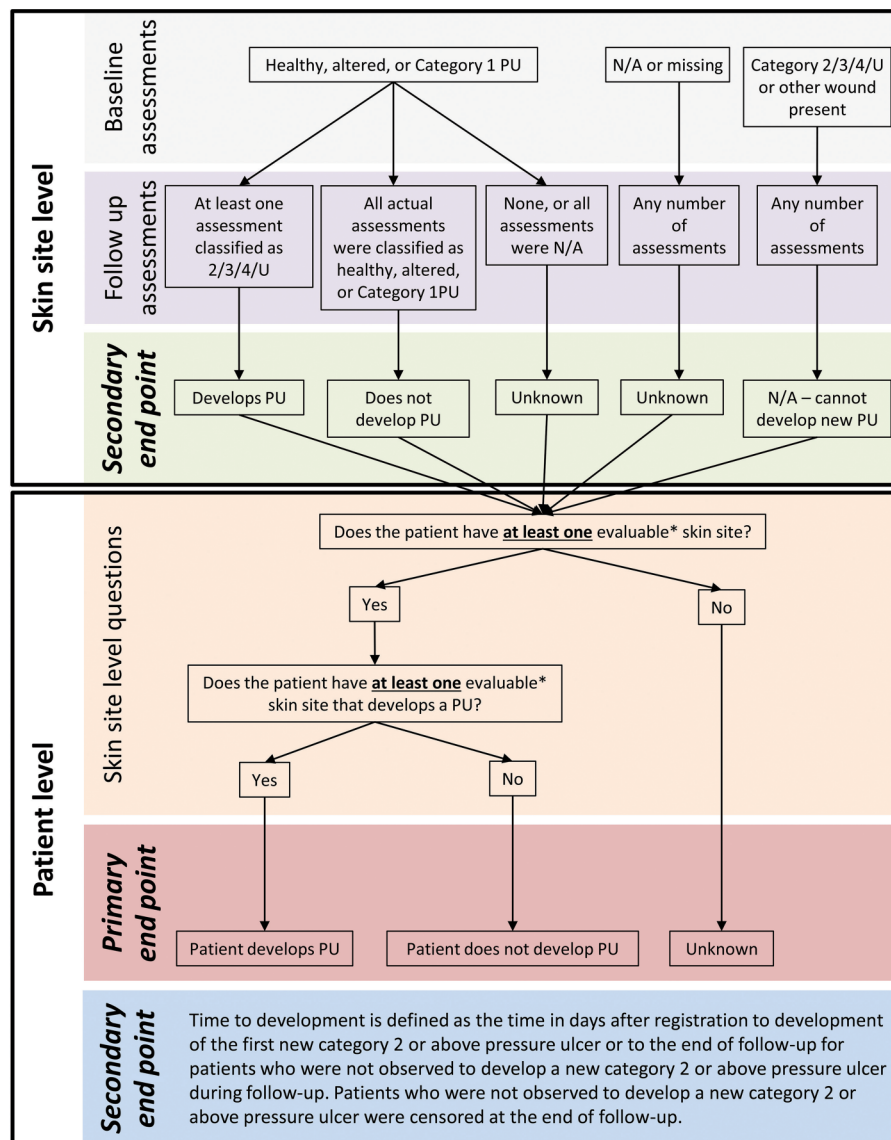 Skin site level
Baseline
assessments
Healthy, altered, or Category 1 PU
N/A or missing
Category 2/3/4/U
or other wound
present
Follow up
assessments
At least one
assessment
classified as
2/3/4/U
All actual
assessments
were classified as
healthy, altered,
or Category 1PU
None, or all
assessments
were N/A
Any number
of
assessments
Any number
of
assessments
Secondary
end point
Develops PU
Does not
develop PU
Unknown
Unknown
N/A – cannot
develop new PU
Patient level
Skin site level questions
Does the patient have at least one evaluable* skin site?
Yes
No
Does the patient have at least one evaluable*
skin site that develops a PU?
Yes
No
Primary
end point
Patient develops PU
Patient does not develop PU
Unknown
Secondary
end point
Time to development is defined as the time in days after registration to development
of the first new category 2 or above pressure ulcer or to the end of follow-up for
patients who were not observed to develop a new category 2 or above pressure ulcer
during follow-up. Patients who were not observed to develop a new category 2 or
above pressure ulcer were censored at the end of follow-up.